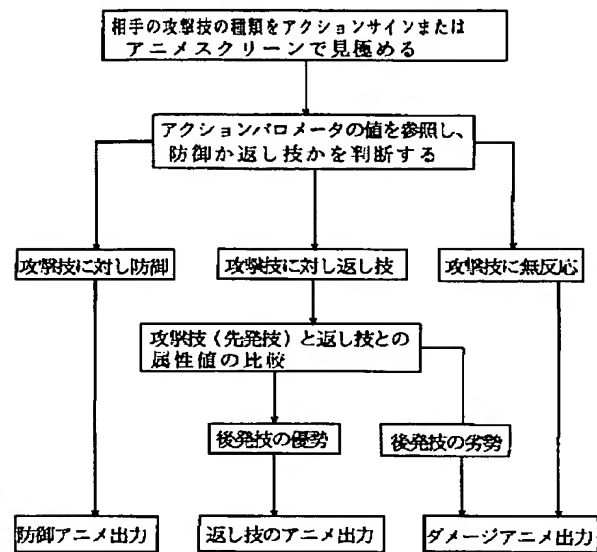 相手の攻撃技の種類をアクションサインまたは
アニメスクリーンで見極める
アクションバロメータの値を参照し、
防御か返し技かを判断する
攻撃技に対し防御
攻撃技に対し返し技
攻撃技に無反応
攻撃技（先発技）と返し技との
属性値の比較
後発技の優勢
後発技の劣勢
防御アニメ出力
返し技のアニメ出力
ダメージアニメ出力